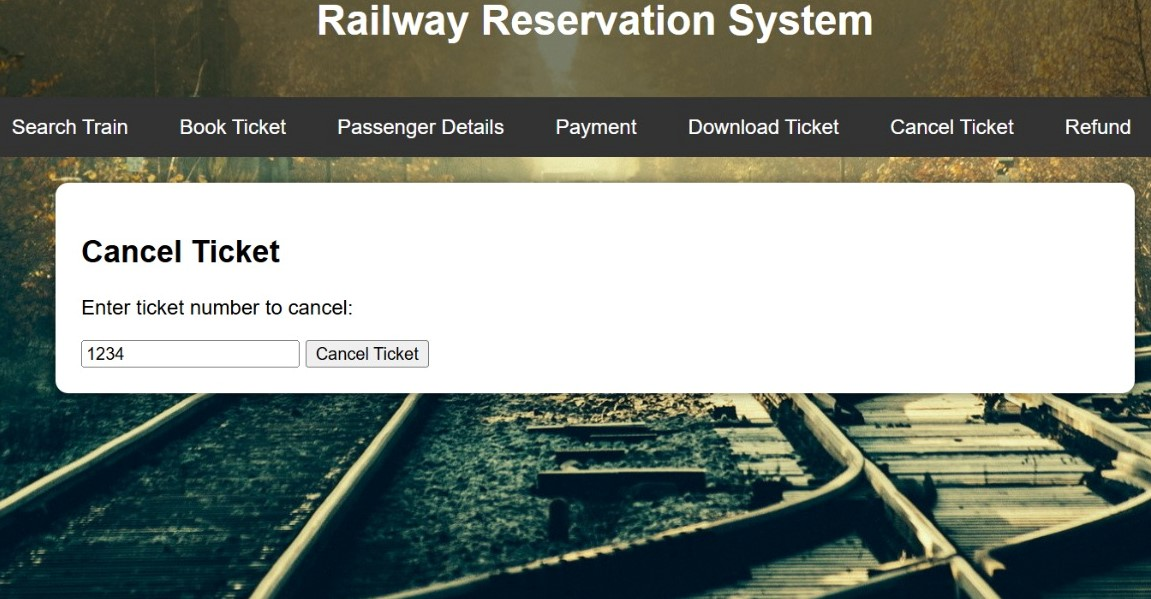 Railway Reservation System
Search Train Book Ticket Passenger Details Payment Download Ticket Cancel Ticket Refund
Cancel Ticket
Enter ticket number to cancel:
1234 Cancel Ticket